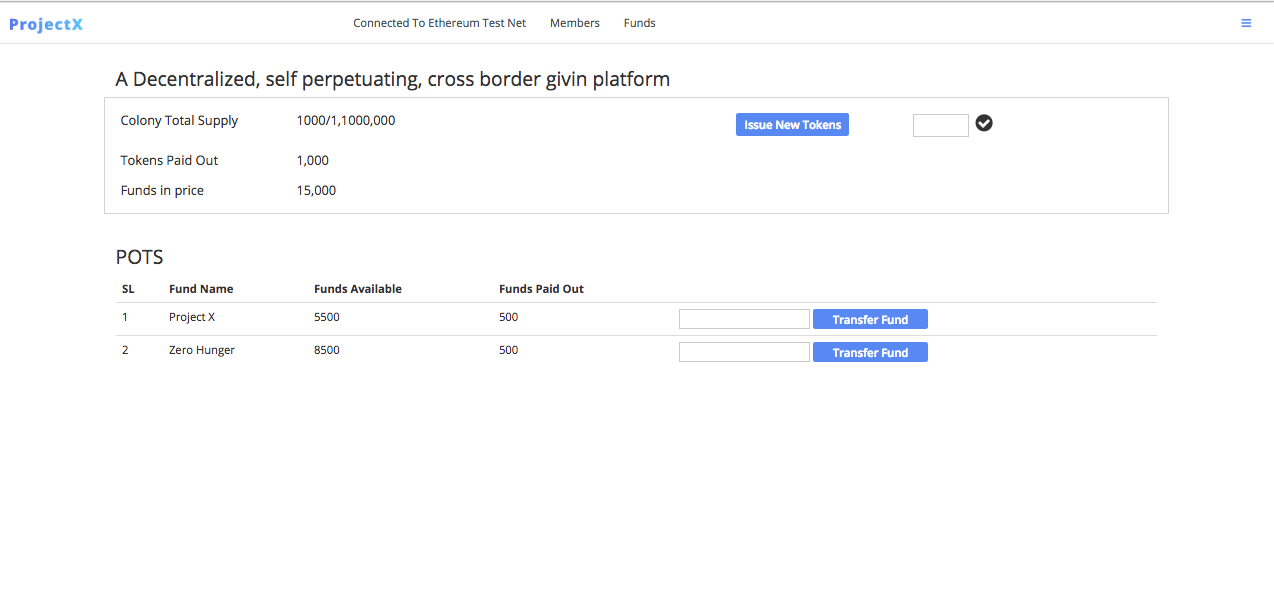 ProjectX Connected To Ethereum Test Net Members Funds
A Decentralized, self perpetuating, cross border givin platform
Colony Total Supply 1000/1,1000,000 Issue New Tokens
Tokens Paid Out 1,000
Funds in price 15,000
POTS
SL Fund Name Funds Available Funds Paid Out
1 Project X 5500 500 Transfer Fund
2 Zero Hunger 8500 500 Transfer Fund